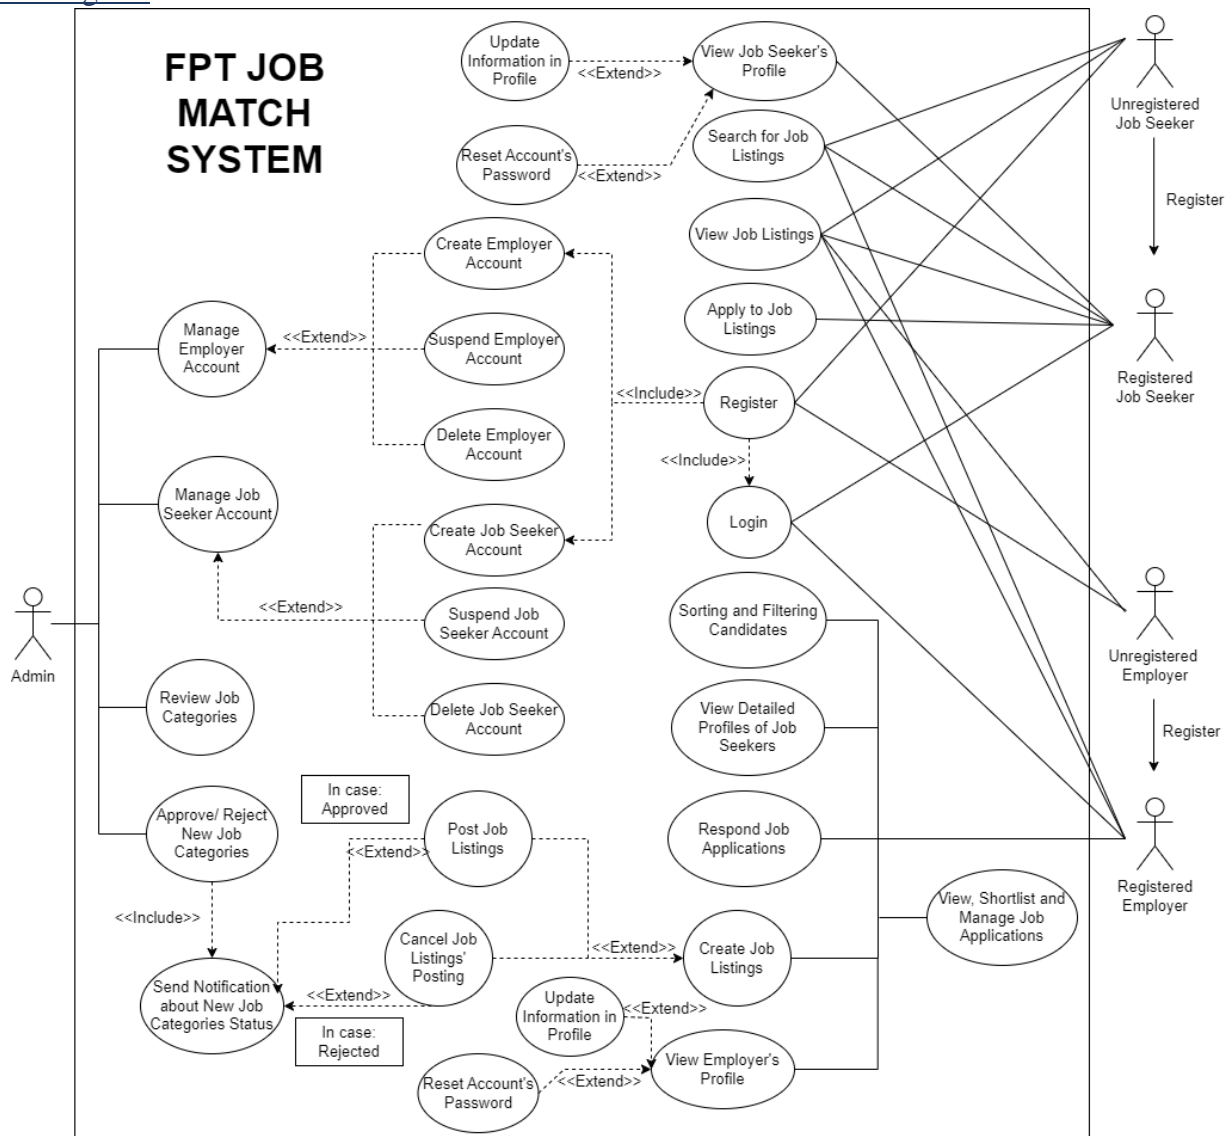 FPT JOB
MATCH
SYSTEM
Update
Information in
Profile
<<Extend>>
View Job Seeker's
Profile
Unregistered
Job Seeker
Reset Account's
Password
<<Extend>>
Search for Job
Listings
Register
Create Employer
Account
View Job Listings
Manage
Employer
Account
<<Extend>>
Suspend Employer
Account
Apply to Job
Listings
Registered
Job Seeker
<<Include>>
Register
Delete Employer
Account
<<Include>>
Manage Job
Seeker Account
Create Job Seeker
Account
Login
<<Extend>>
Suspend Job
Seeker Account
Sorting and Filtering
Candidates
Admin
Unregistered
Employer
Review Job
Categories
Delete Job Seeker
Account
View Detailed
Profiles of Job
Seekers
Register
In case:
Approved
Approve/ Reject
New Job
Categories
<<Extend>>
Post Job
Listings
Respond Job
Applications
Registered
Employer
<<Include>>
Cancel Job
Listings'
Posting
<<Extend>>
Create Job
Listings
View, Shortlist and
Manage Job
Applications
Send Notification
about New Job
Categories Status
<<Extend>>
In case:
Rejected
Update
Information in
Profile
<<Extend>>
View Employer's
Profile
Reset Account's
Password
<<Extend>>